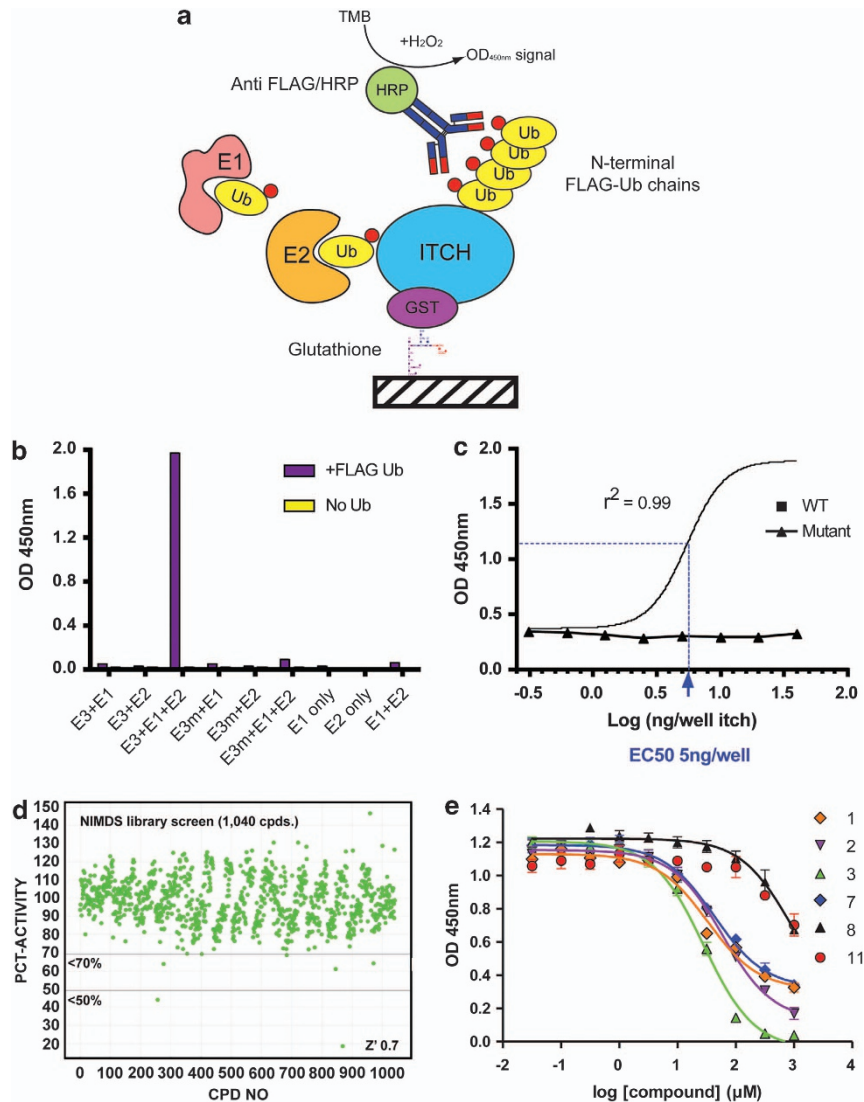 a
TMB
+H2O2
OD450nm signal
Anti FLAG/HRP
HRP
Ub
Ub
Ub
Ub
N-terminal
FLAG-Ub chains
E1
Ub
E2
Ub
ITCH
GST
Glutathione
b
2.0
1.6
1.2
0.8
0.4
0.0
OD 450nm
+FLAG Ub
No Ub
E3+E1
E3+E2
E3+E1+E2
E3m+E1
E3m+E2
E3m+E1+E2
E1 only
E2 only
E1+E2
c
2.0
1.5
1.0
0.5
0.0
OD 450nm
r2 = 0.99
WT
Mutant
-0.5 0.0 0.5 1.0 1.5 2.0
Log (ng/well itch)
EC50 5ng/well
d
150
140
130
120
110
100
90
80
70
60
50
40
30
20
PCT-ACTIVITY
NIMDS library screen (1,040 cpds.)
<70%
<50%
Z' 0.7
0 100 200 300 400 500 600 700 800 900 1000
CPD NO
e
1.4
1.2
1.0
0.8
0.6
0.4
0.2
0.0
OD 450nm
1
2
3
7
8
11
-2 -1 0 1 2 3 4
log [compound] (μM)